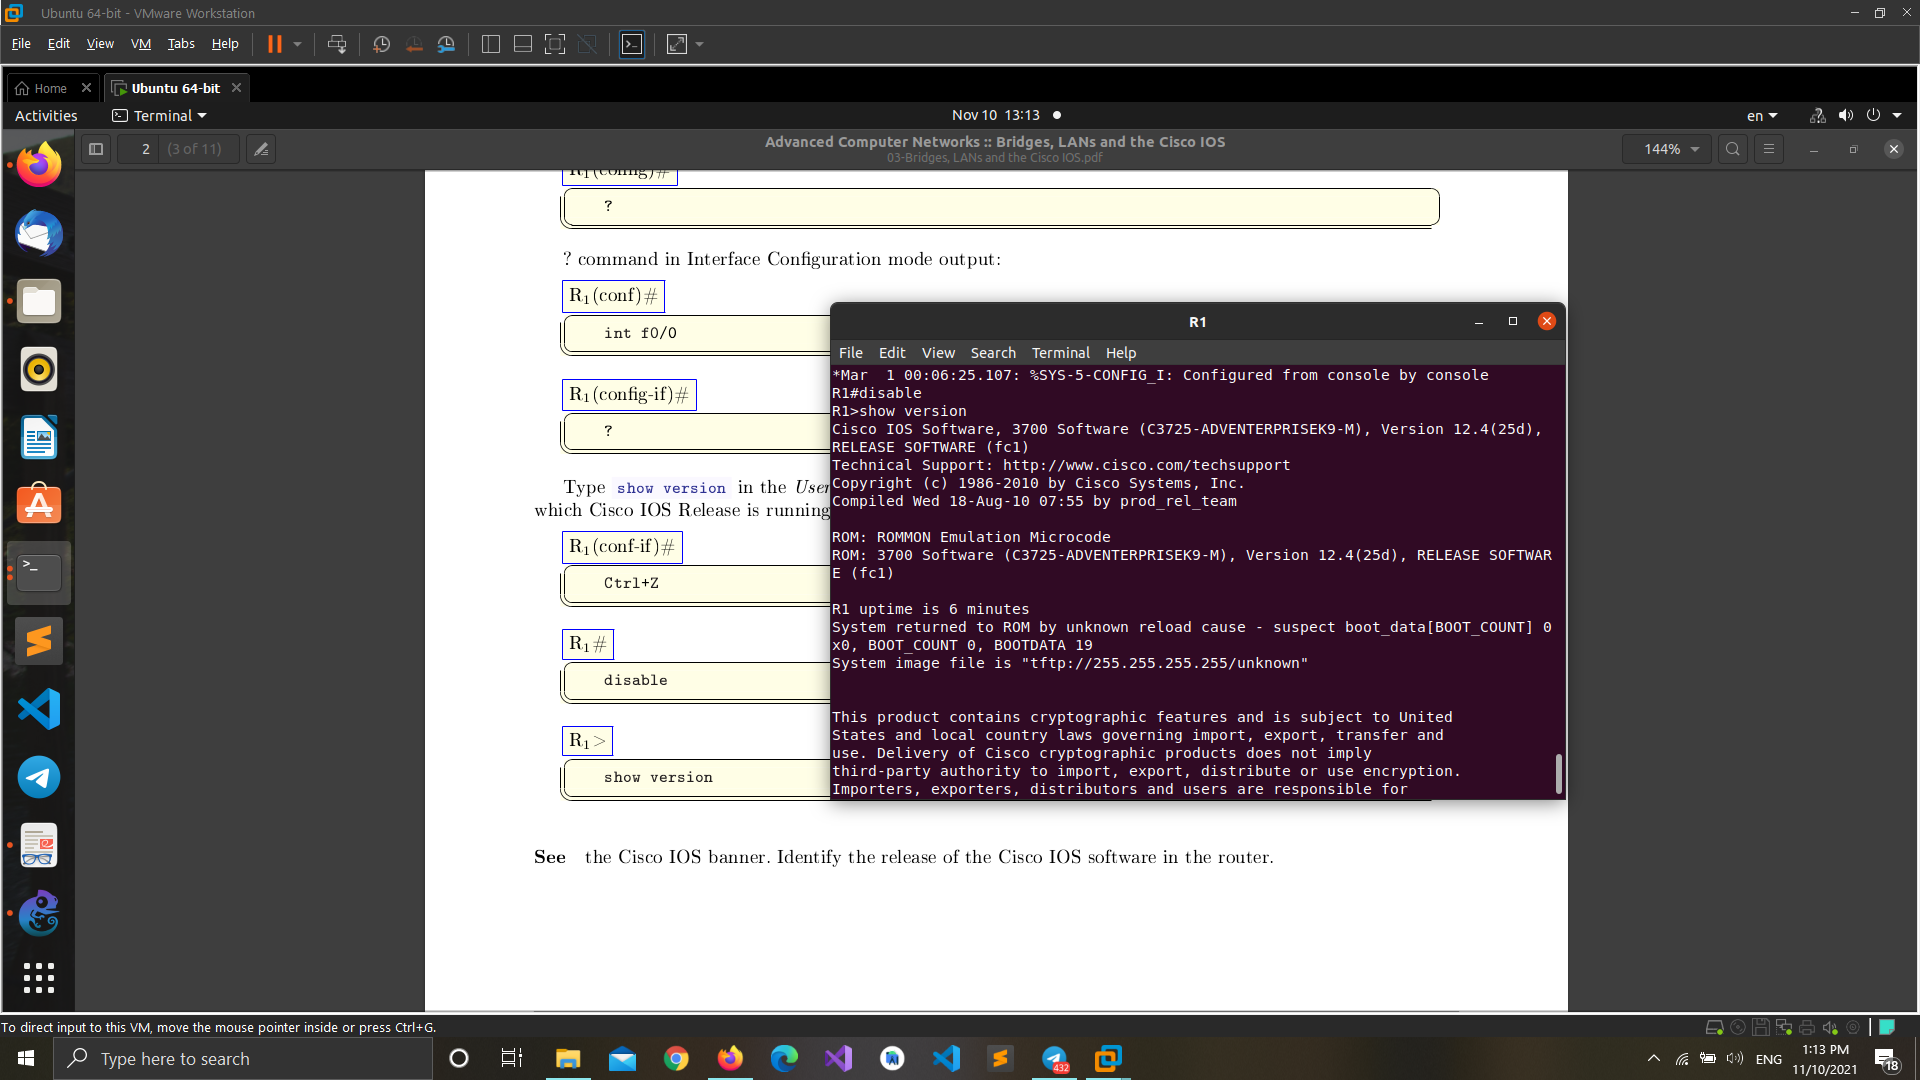 Ubuntu 64-bit - VMware Workstation
File Edit View VM Tabs Help
Home
Ubuntu 64-bit
Activities
Terminal
Nov 10 13:13
en
2
(3 of 11)
Advanced Computer Networks :: Bridges, LANs and the Cisco IOS
03-Bridges, LANs and the Cisco IOS.pdf
144%
R1(config)#
?
? command in Interface Configuration mode output:
R1(conf)#
int f0/0
R1(config-if)#
?
Type show version in the User
which Cisco IOS Release is running
R1(conf-if)#
Ctrl+Z
R1#
disable
R1>
show version
See the Cisco IOS banner. Identify the release of the Cisco IOS software in the router.
R1
File Edit View Search Terminal Help
*Mar  1 00:06:25.107: %SYS-5-CONFIG_I: Configured from console by console
R1#disable
R1>show version
Cisco IOS Software, 3700 Software (C3725-ADVENTERPRISEK9-M), Version 12.4(25d),
RELEASE SOFTWARE (fc1)
Technical Support: http://www.cisco.com/techsupport
Copyright (c) 1986-2010 by Cisco Systems, Inc.
Compiled Wed 18-Aug-10 07:55 by prod_rel_team
ROM: ROMMON Emulation Microcode
ROM: 3700 Software (C3725-ADVENTERPRISEK9-M), Version 12.4(25d), RELEASE SOFTWAR
E (fc1)
R1 uptime is 6 minutes
System returned to ROM by unknown reload cause - suspect boot_data[BOOT_COUNT] 0
x0, BOOT_COUNT 0, BOOTDATA 19
System image file is "tftp://255.255.255.255/unknown"
This product contains cryptographic features and is subject to United
States and local country laws governing import, export, transfer and
use. Delivery of Cisco cryptographic products does not imply
third-party authority to import, export, distribute or use encryption.
Importers, exporters, distributors and users are responsible for
To direct input to this VM, move the mouse pointer inside or press Ctrl+G.
Type here to search
432
ENG
1:13 PM
11/10/2021
18